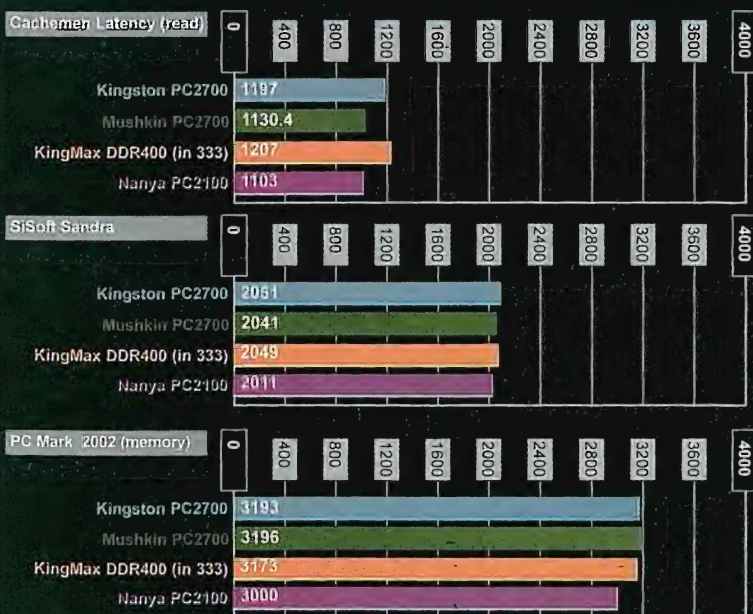 Cachemen Latency (read)
0 400 800 1200 1600 2000 2400 2800 3200 3600 4000
Kingston PC2700 1197
Mushkin PC2700 1130.4
KingMax DDR400 (in 333) 1207
Nanya PC2100 1103
SiSoft Sandra
0 400 800 1200 1600 2000 2400 2800 3200 3600 4000
Kingston PC2700 2051
Mushkin PC2700 2041
KingMax DDR400 (in 333) 2049
Nanya PC2100 2011
PC Mark 2002 (memory)
0 400 800 1200 1600 2000 2400 2800 3200 3600 4000
Kingston PC2700 3193
Mushkin PC2700 3196
KingMax DDR400 (in 333) 3173
Nanya PC2100 3000